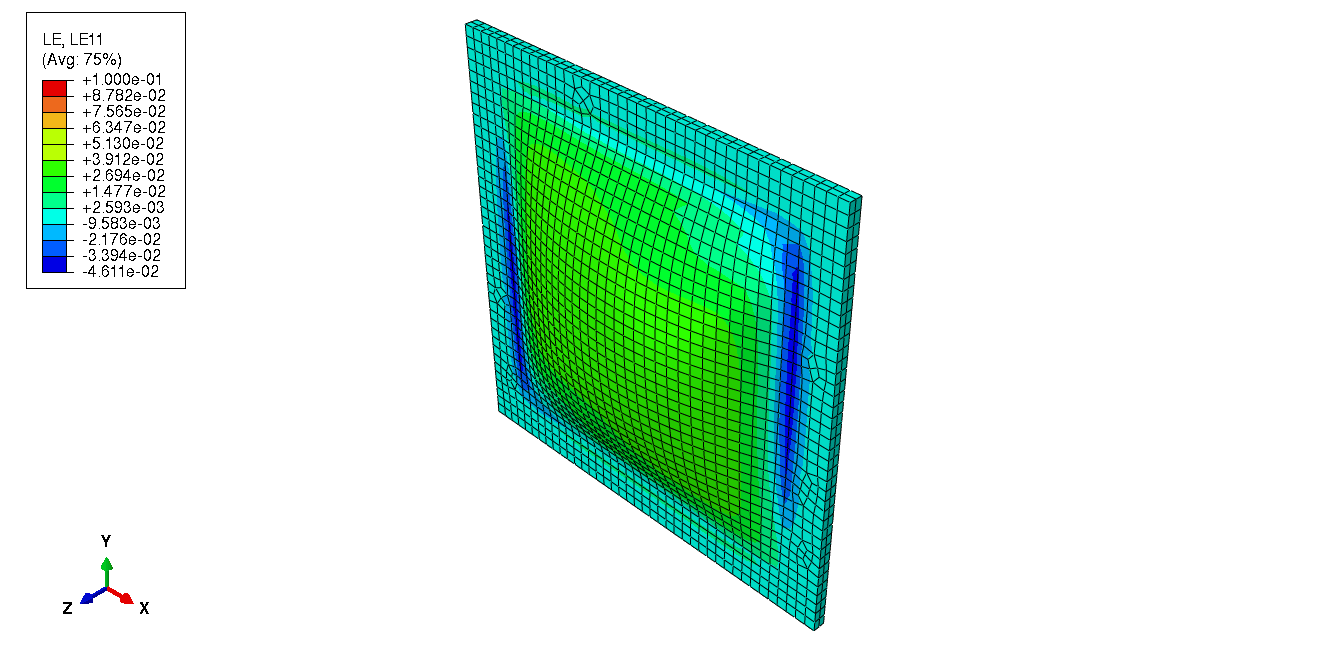 LE, LE11
(Avg: 75%)
+1.000e-01
+8.782e-02
+7.565e-02
+6.347e-02
+5.130e-02
+3.912e-02
+2.694e-02
+1.477e-02
+2.593e-03
-9.583e-03
-2.176e-02
-3.394e-02
-4.611e-02
Y
Z X